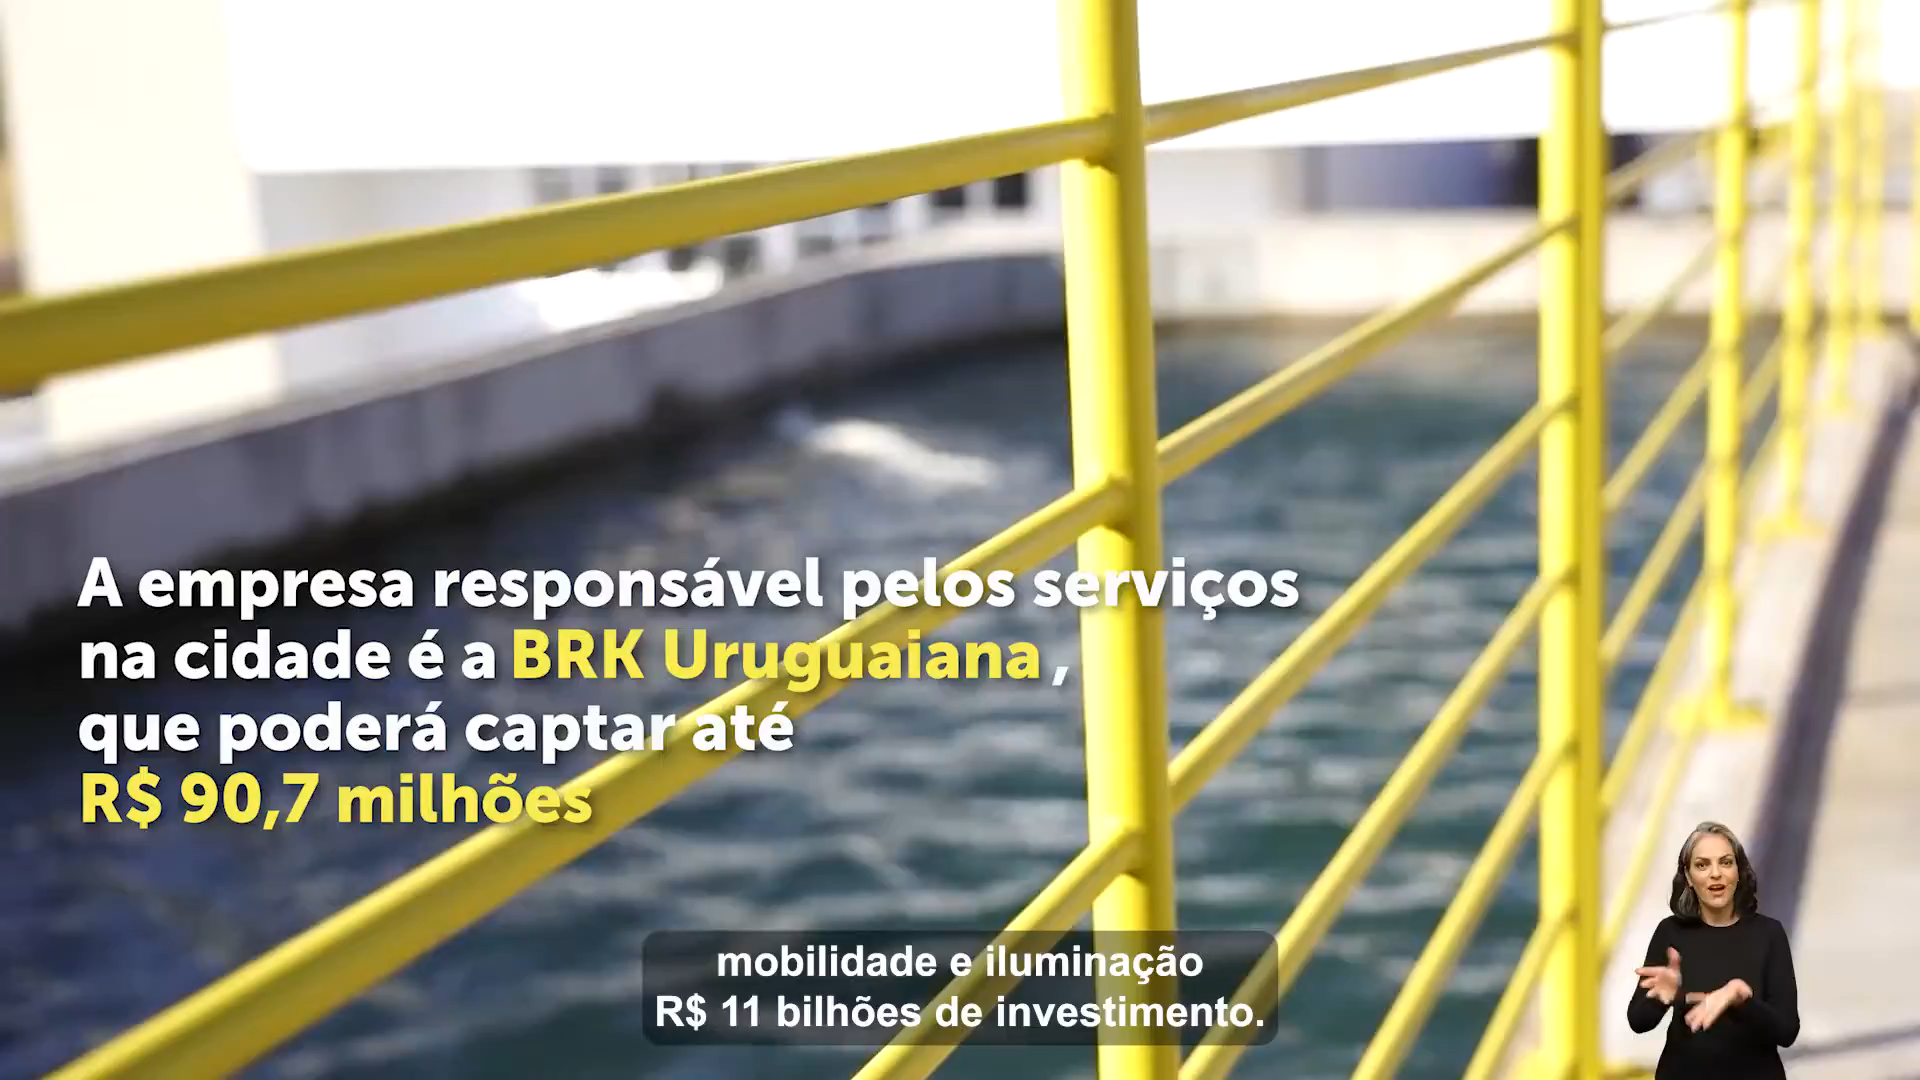 A empresa responsável pelos serviços
na cidade é a BRK Uruguaiana,
que poderá captar até
R$ 90,7 milhões
mobilidade e iluminação
R$ 11 bilhões de investimento.